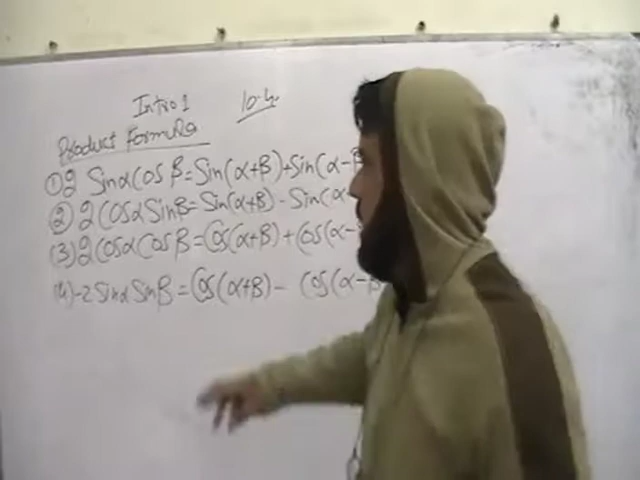 Intro 1 10.4
Product Formula
① 2 Sinα Cos β = Sin(α+β) + Sin(α-β
② 2 Cosα Sinβ = Sin(α+β) - Sin(α-
(3) 2 Cosα Cos β = Cos(α+β) + Cos(α-
(4) -2 Sinα Sinβ = Cos(α+β) - Cos(α-β